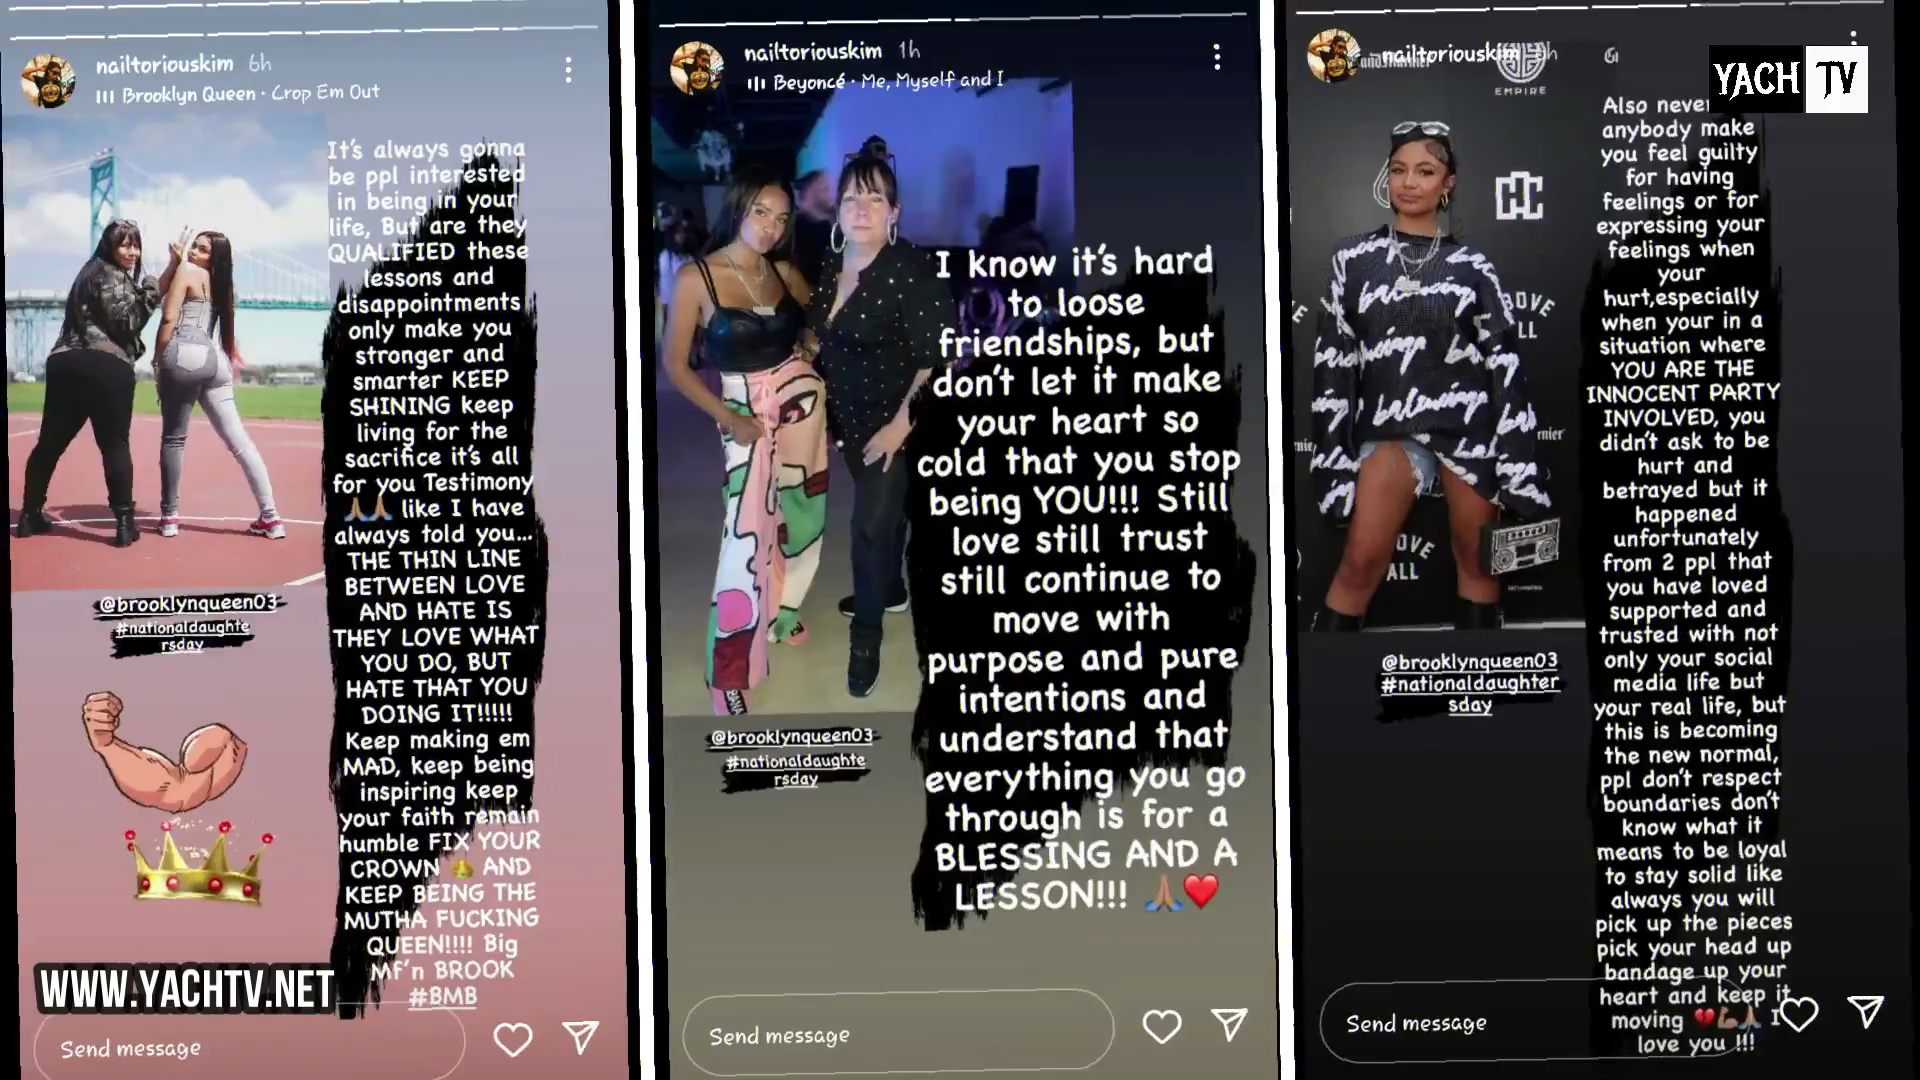 nailtoriouskim 6h
Brooklyn Queen · Crop Em Out
It's always gonna
be ppl interested
in being in your
life, But are they
QUALIFIED these
lessons and
disappointments
only make you
stronger and
smarter KEEP
SHINING keep
living for the
sacrifice it's all
for you Testimony
🙏🏽🙏🏽 like I have
always told you...
THE THIN LINE
BETWEEN LOVE
AND HATE IS
THEY LOVE WHAT
YOU DO, BUT
HATE THAT YOU
DOING IT!!!!!
Keep making em
MAD, keep being
inspiring keep
your faith remain
humble FIX YOUR
CROWN 👑 AND
KEEP BEING THE
MUTHA FUCKING
QUEEN!!!! Big
Mf'n BROOK
#BMB
@brooklynqueen03
#nationaldaughte
rsday
WWW.YACHTV.NET
Send message
nailtoriouskim 1h
Beyoncé · Me, Myself and I
I know it's hard
to loose
friendships, but
don't let it make
your heart so
cold that you stop
being YOU!!! Still
love still trust
still continue to
move with
purpose and pure
intentions and
understand that
everything you go
through is for a
BLESSING AND A
LESSON!!! 🙏🏽❤️
@brooklynqueen03
#nationaldaughte
rsday
Send message
nailtoriouskim
YACH TV
EMPIRE
Also never
anybody make
you feel guilty
for having
feelings or for
expressing your
feelings when
your
hurt,especially
when your in a
situation where
YOU ARE THE
INNOCENT PARTY
INVOLVED, you
didn't ask to be
hurt and
betrayed but it
happened
unfortunately
from 2 ppl that
you have loved
supported and
trusted with not
only your social
media life but
your real life, but
this is becoming
the new normal,
ppl don't respect
boundaries don't
know what it
means to be loyal
to stay solid like
always you will
pick up the pieces
pick your head up
bandage up your
heart and keep it
moving 💔💪🏽🙏🏽 I
love you !!!
@brooklynqueen03
#nationaldaughter
sday
Send message